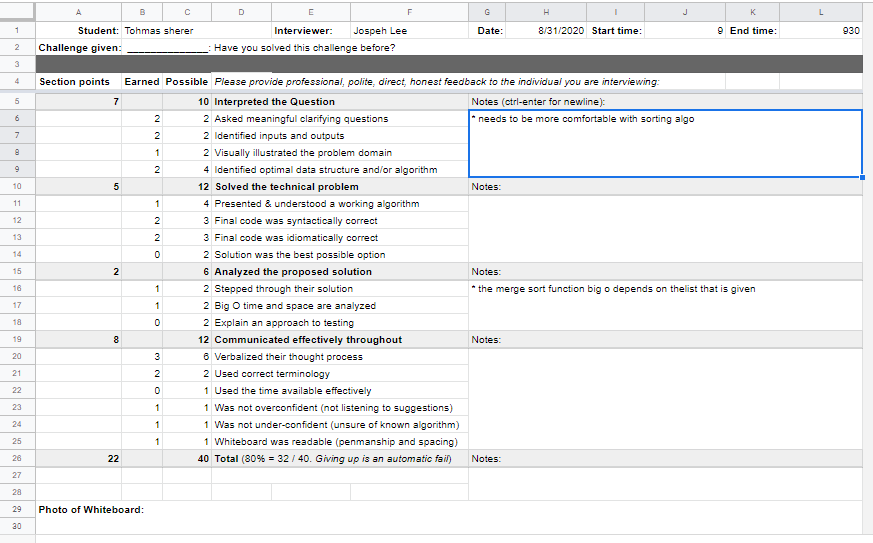 A B C D E F G H I J K L
1 Student: Tohmas sherer Interviewer: Jospeh Lee Date: 8/31/2020 Start time: 9 End time: 930
2 Challenge given: ______________: Have you solved this challenge before?
3
4 Section points Earned Possible Please provide professional, polite, direct, honest feedback to the individual you are interviewing:
5 7 10 Interpreted the Question Notes (ctrl-enter for newline):
6 2 2 Asked meaningful clarifying questions * needs to be more comfortable with sorting algo
7 2 2 Identified inputs and outputs
8 1 2 Visually illustrated the problem domain
9 2 4 Identified optimal data structure and/or algorithm
10 5 12 Solved the technical problem Notes:
11 1 4 Presented & understood a working algorithm
12 2 3 Final code was syntactically correct
13 2 3 Final code was idiomatically correct
14 0 2 Solution was the best possible option
15 2 6 Analyzed the proposed solution Notes:
16 1 2 Stepped through their solution * the merge sort function big o depends on thelist that is given
17 1 2 Big O time and space are analyzed
18 0 2 Explain an approach to testing
19 8 12 Communicated effectively throughout Notes:
20 3 6 Verbalized their thought process
21 2 2 Used correct terminology
22 0 1 Used the time available effectively
23 1 1 Was not overconfident (not listening to suggestions)
24 1 1 Was not under-confident (unsure of known algorithm)
25 1 1 Whiteboard was readable (penmanship and spacing)
26 22 40 Total (80% = 32 / 40. Giving up is an automatic fail) Notes:
27
28
29 Photo of Whiteboard:
30